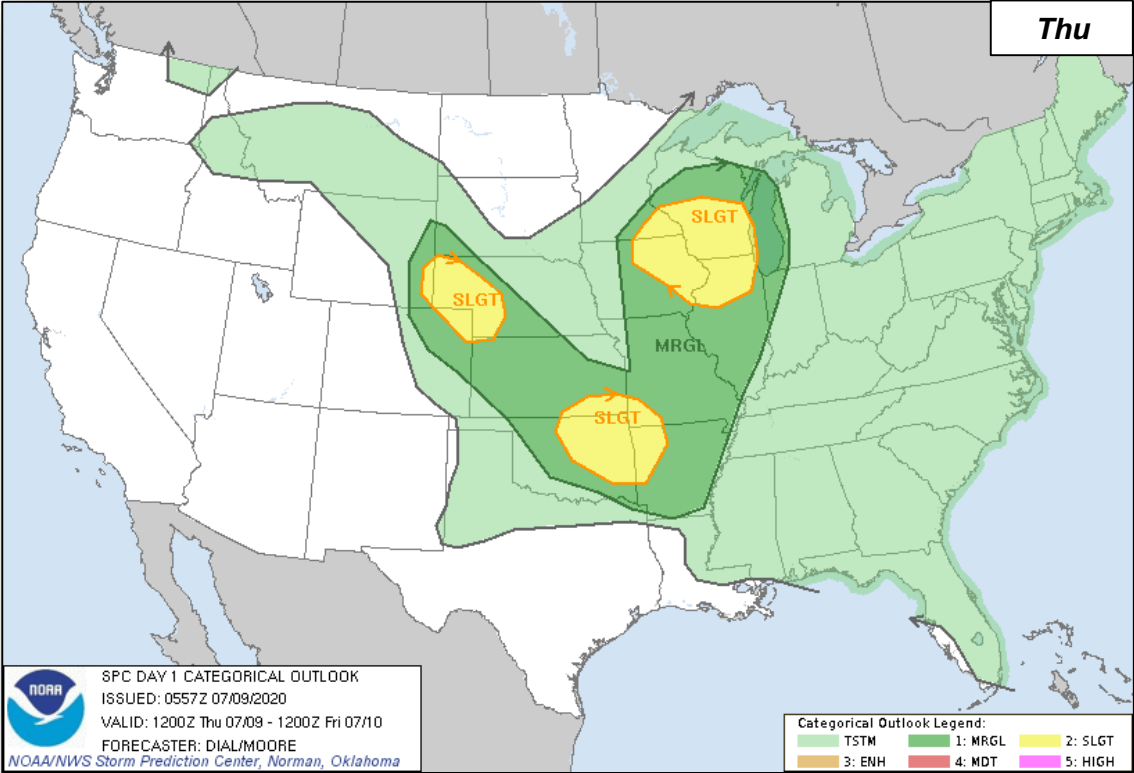 Thu
SLGT
SLGT
MRGL
SLGT
NOAA
SPC DAY 1 CATEGORICAL OUTLOOK
ISSUED: 0557Z 07/09/2020
VALID: 1200Z Thu 07/09 - 1200Z Fri 07/10
FORECASTER: DIAL/MOORE
NOAA/NWS Storm Prediction Center, Norman, Oklahoma
Categorical Outlook Legend:
TSTM 1: MRGL 2: SLGT
3: ENH 4: MDT 5: HIGH